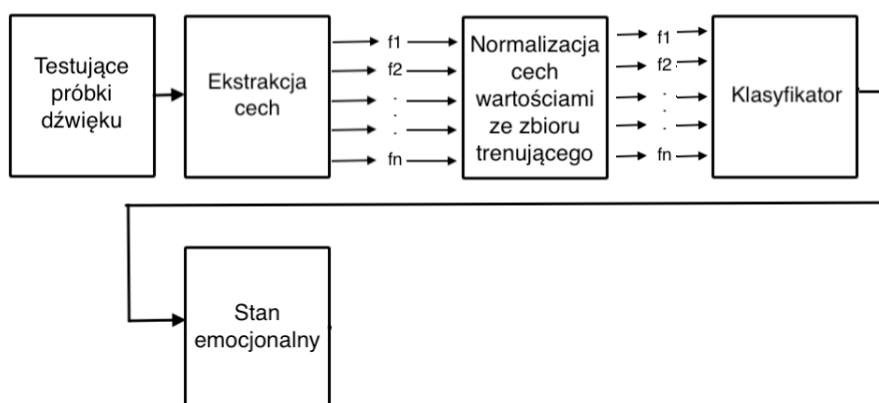 Testujące
próbki
dźwięku
Ekstrakcja
cech
f1
f2
.
.
.
fn
Normalizacja
cech
wartościami
ze zbioru
trenującego
f1
f2
.
.
.
fn
Klasyfikator
Stan
emocjonalny